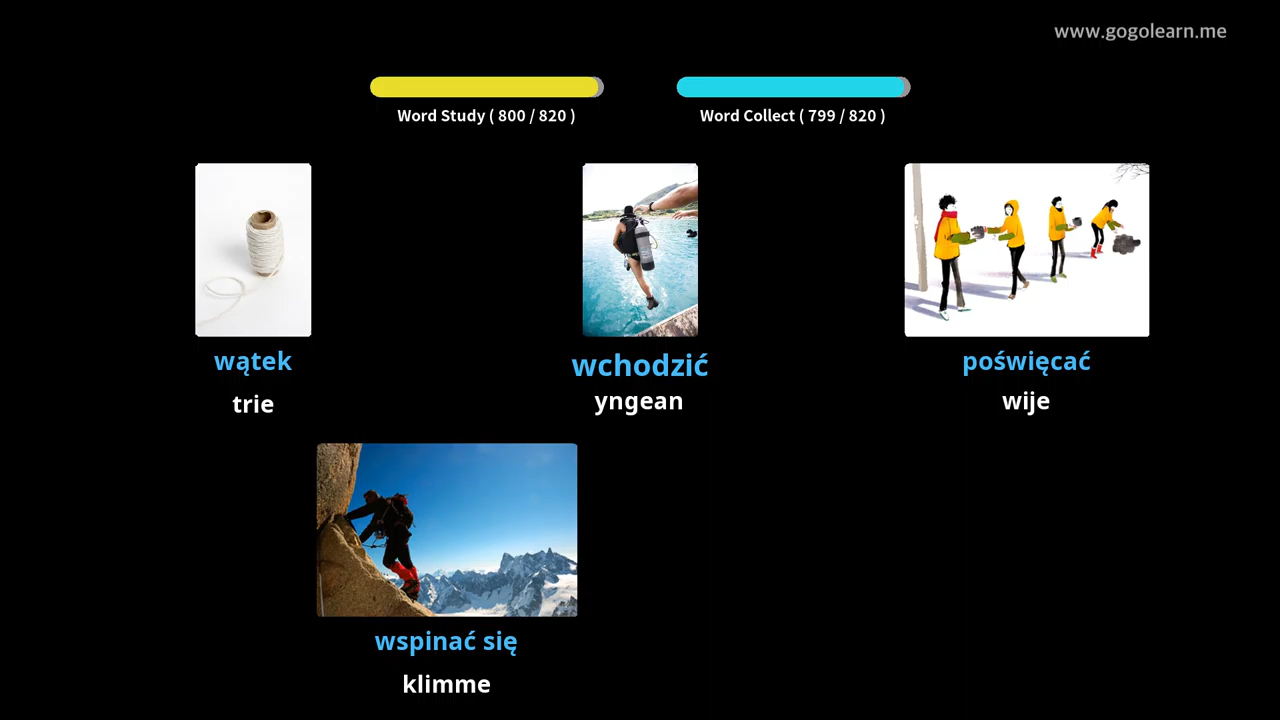 www.gogolearn.me
Word Study ( 800 / 820 )
Word Collect ( 799 / 820 )
wątek
trie
wchodzić
yngean
poświęcać
wije
wspinać się
klimme